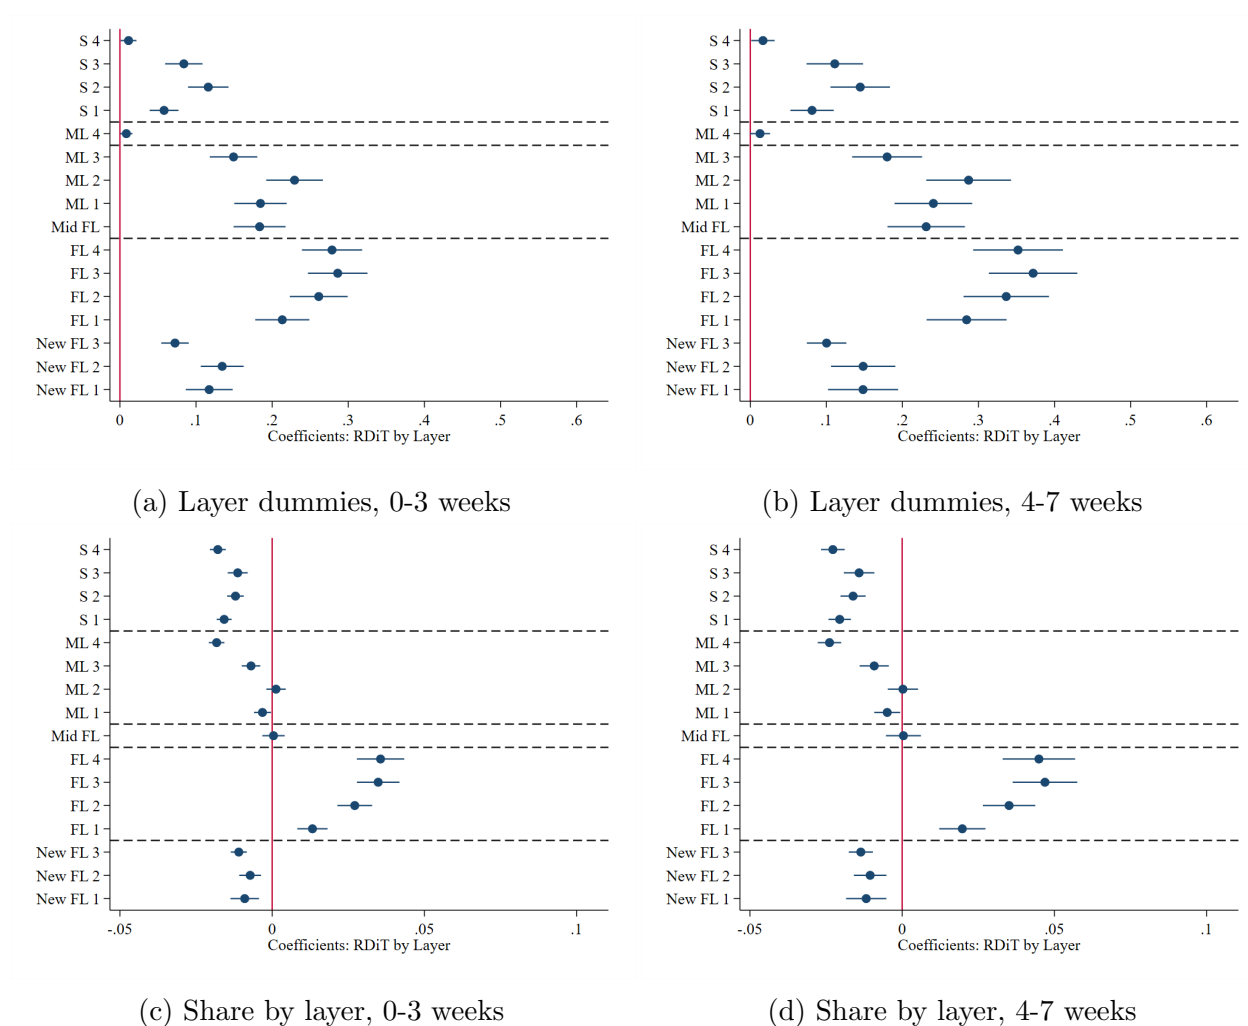 S 4
S 3
S 2
S 1
ML 4
ML 3
ML 2
ML 1
Mid FL
FL 4
FL 3
FL 2
FL 1
New FL 3
New FL 2
New FL 1
0 .1 .2 .3 .4 .5 .6
Coefficients: RDiT by Layer
(a) Layer dummies, 0-3 weeks
S 4
S 3
S 2
S 1
ML 4
ML 3
ML 2
ML 1
Mid FL
FL 4
FL 3
FL 2
FL 1
New FL 3
New FL 2
New FL 1
0 .1 .2 .3 .4 .5 .6
Coefficients: RDiT by Layer
(b) Layer dummies, 4-7 weeks
S 4
S 3
S 2
S 1
ML 4
ML 3
ML 2
ML 1
Mid FL
FL 4
FL 3
FL 2
FL 1
New FL 3
New FL 2
New FL 1
-.05 0 .05 .1
Coefficients: RDiT by Layer
(c) Share by layer, 0-3 weeks
S 4
S 3
S 2
S 1
ML 4
ML 3
ML 2
ML 1
Mid FL
FL 4
FL 3
FL 2
FL 1
New FL 3
New FL 2
New FL 1
-.05 0 .05 .1
Coefficients: RDiT by Layer
(d) Share by layer, 4-7 weeks